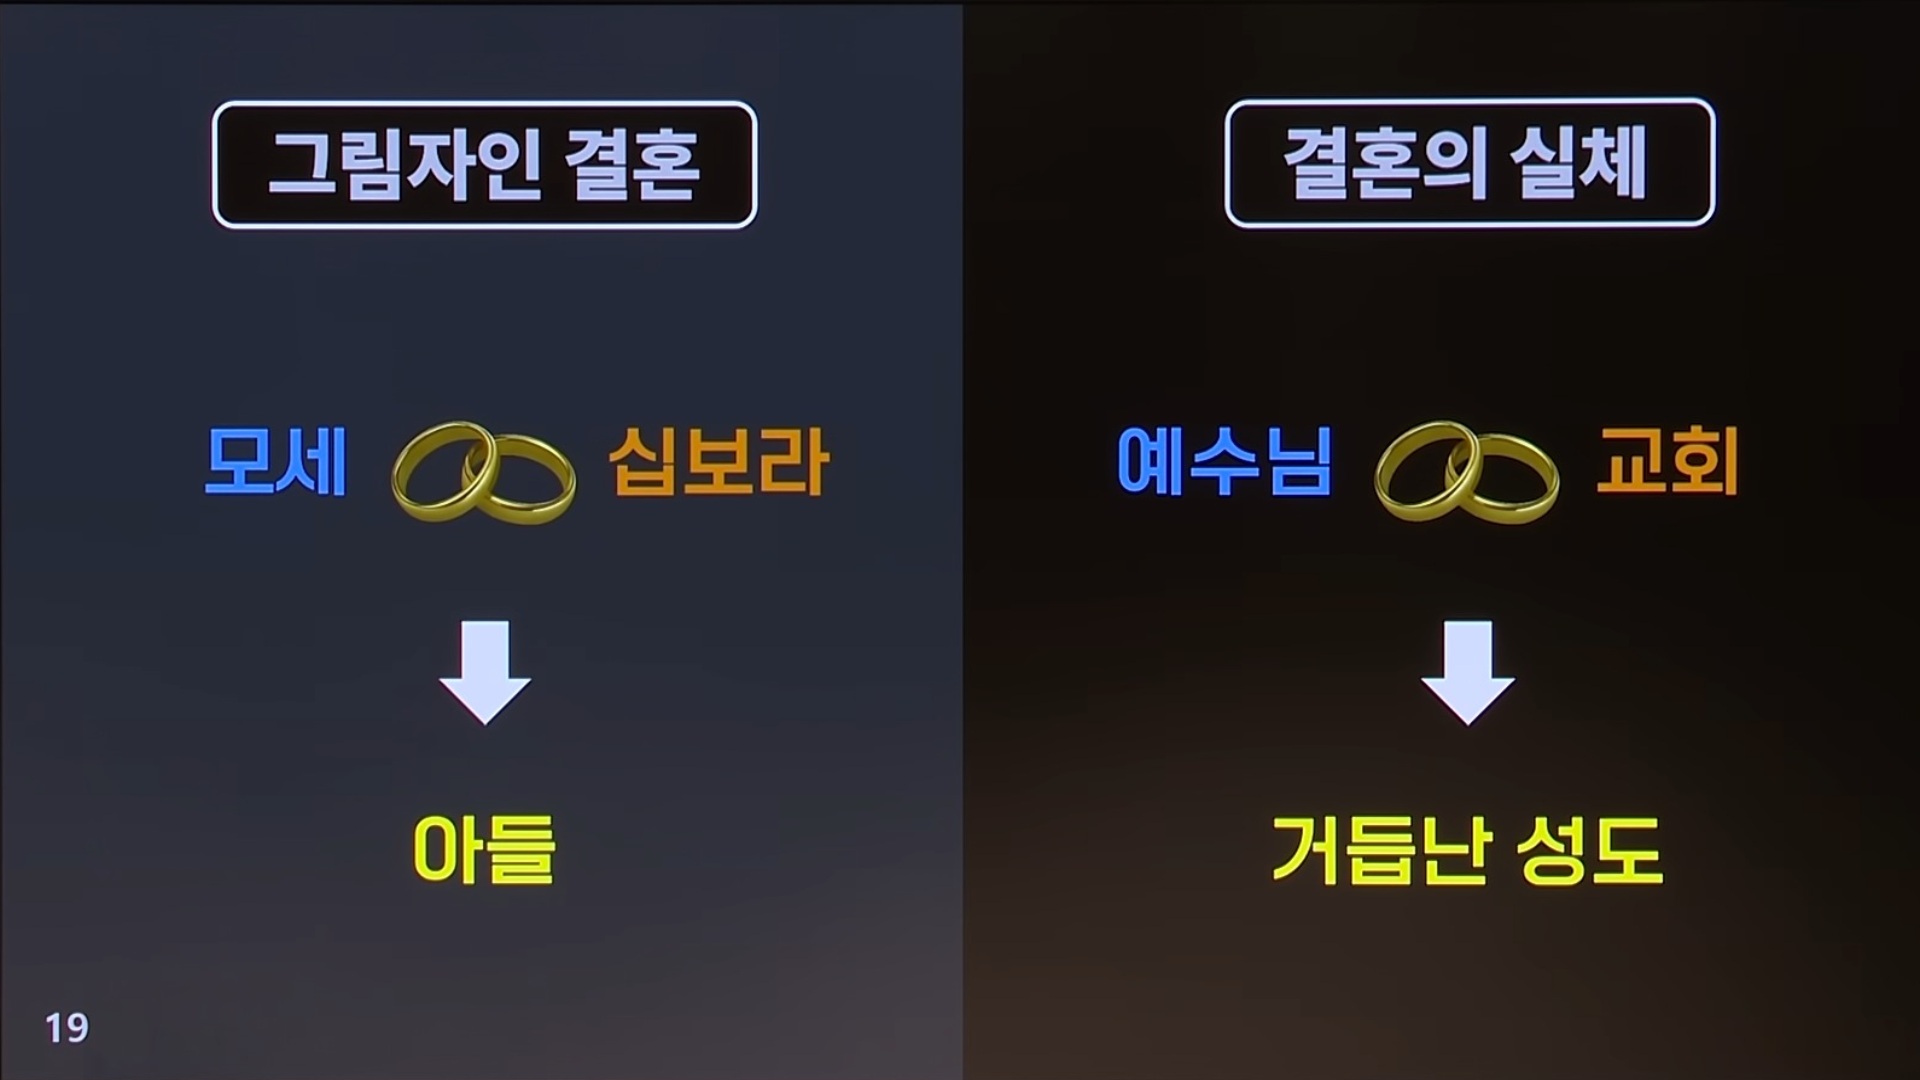 그림자인 결혼
모세 십보라
아들
결혼의 실체
예수님 교회
거듭난 성도
19